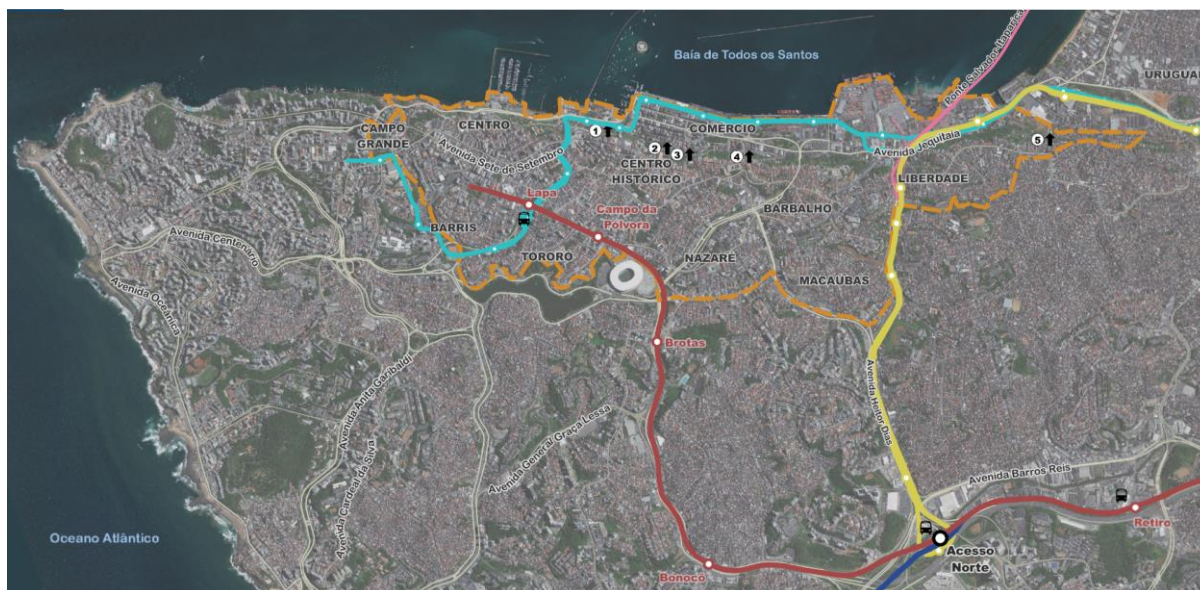 Baía de Todos os Santos
Ponte Salvador-Itaparica
URUGUAI
CAMPO
GRANDE
CENTRO
COMÉRCIO
1
2
3
4
5
Avenida Jequitaia
Avenida Sete de Setembro
CENTRO
HISTÓRICO
LIBERDADE
Lapa
BARRIS
Campo da
Pólvora
BARBALHO
Avenida Centenário
TORORO
NAZARÉ
MACAUBAS
Avenida Oceânica
Brotas
Avenida Anita Garibaldi
Avenida Heitor Dias
Avenida General Graça Lessa
Avenida Cardeal da Silva
Avenida Barros Reis
Retiro
Oceano Atlântico
Acesso
Norte
Bonocô